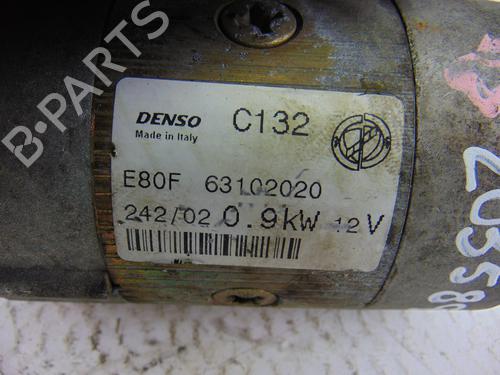 DENSO C132
Made in Italy
E80F 63102020
242/02 0.9kW 12V
B-PARTS